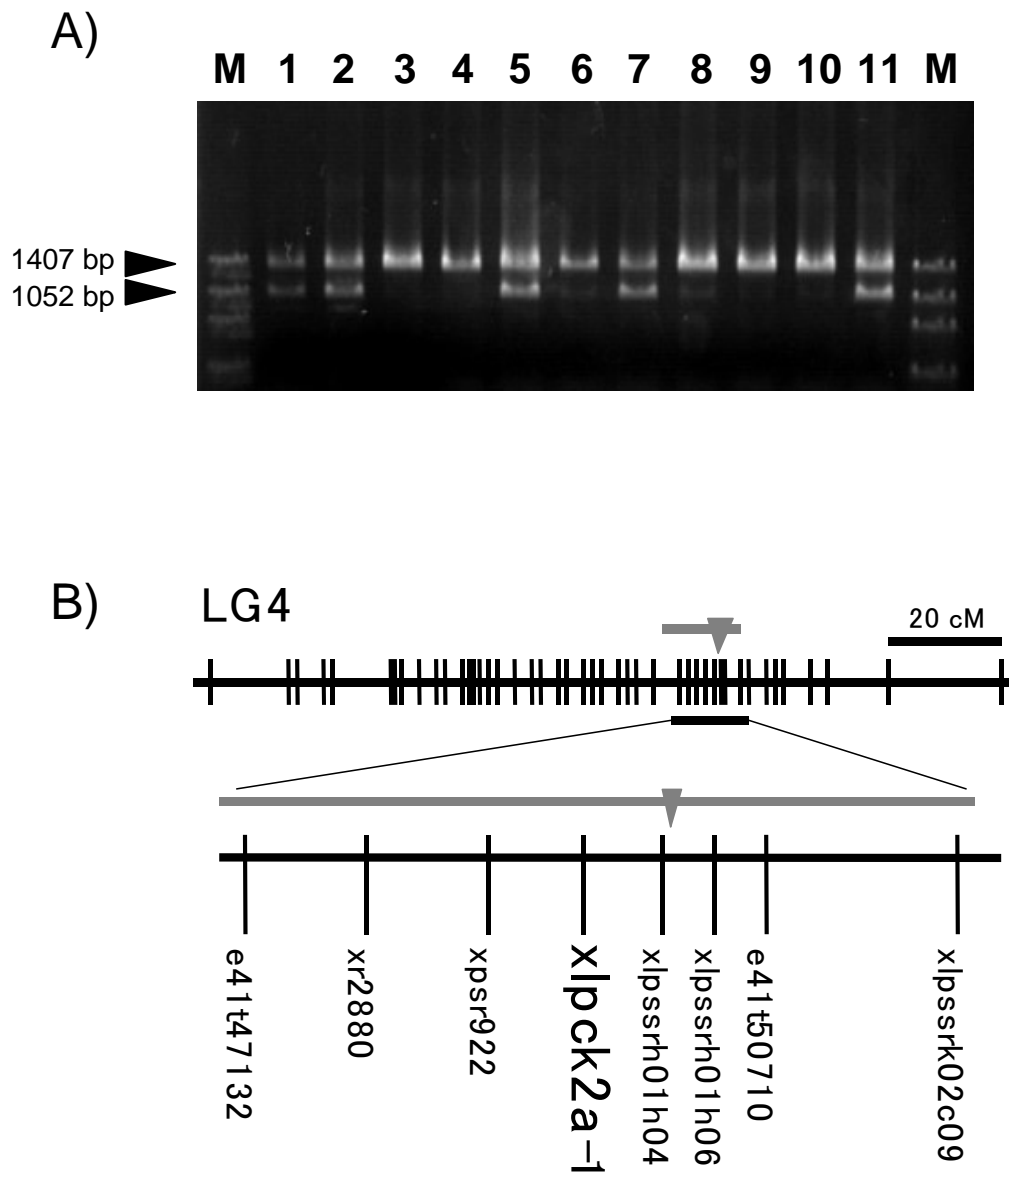 A)
M 1 2 3 4 5 6 7 8 9 10 11 M
1407 bp
1052 bp
B)
LG4
20 cM
e41t47132
xr2880
xpsr922
xlpck2a-1
xlpssrh01h04
xlpssrh01h06
e41t50710
xlpssrk02c09